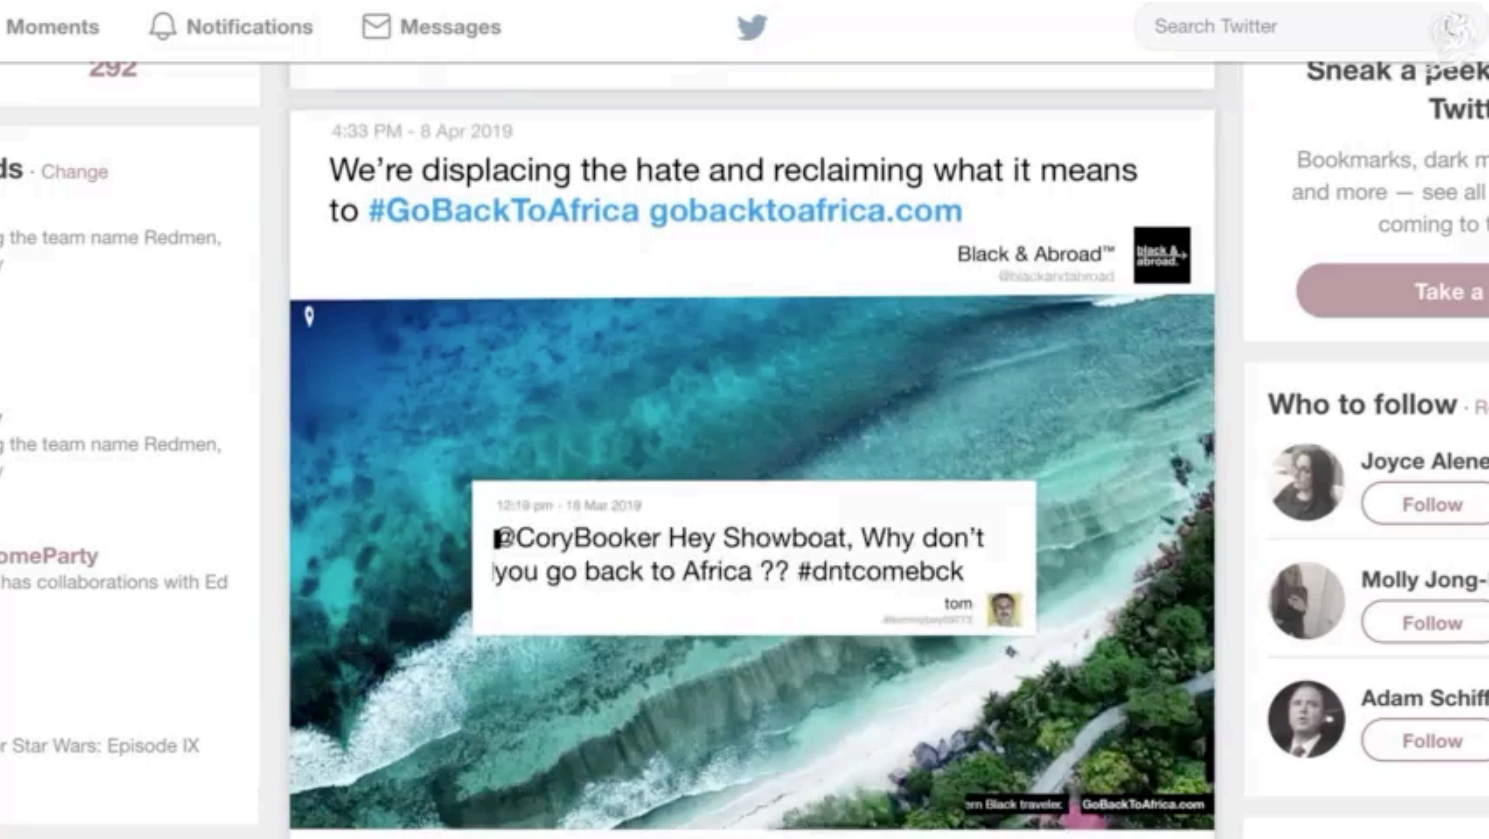 Moments
Notifications
Messages
Search Twitter
292
ds · Change
g the team name Redmen,
y
y
g the team name Redmen,
y
omeParty
has collaborations with Ed
r Star Wars: Episode IX
4:33 PM - 8 Apr 2019
We're displacing the hate and reclaiming what it means
to #GoBackToAfrica gobacktoafrica.com
Black & Abroad™
@blackandabroad
black &
abroad.
12:19 pm - 18 Mar 2019
@CoryBooker Hey Showboat, Why don't
you go back to Africa ?? #dntcomebck
tom
ern Black traveler.
GoBackToAfrica.com
Sneak a peek
Twitt
Bookmarks, dark m
and more — see all
coming to t
Take a
Who to follow · R
Joyce Alene
Follow
Molly Jong-
Follow
Adam Schiff
Follow